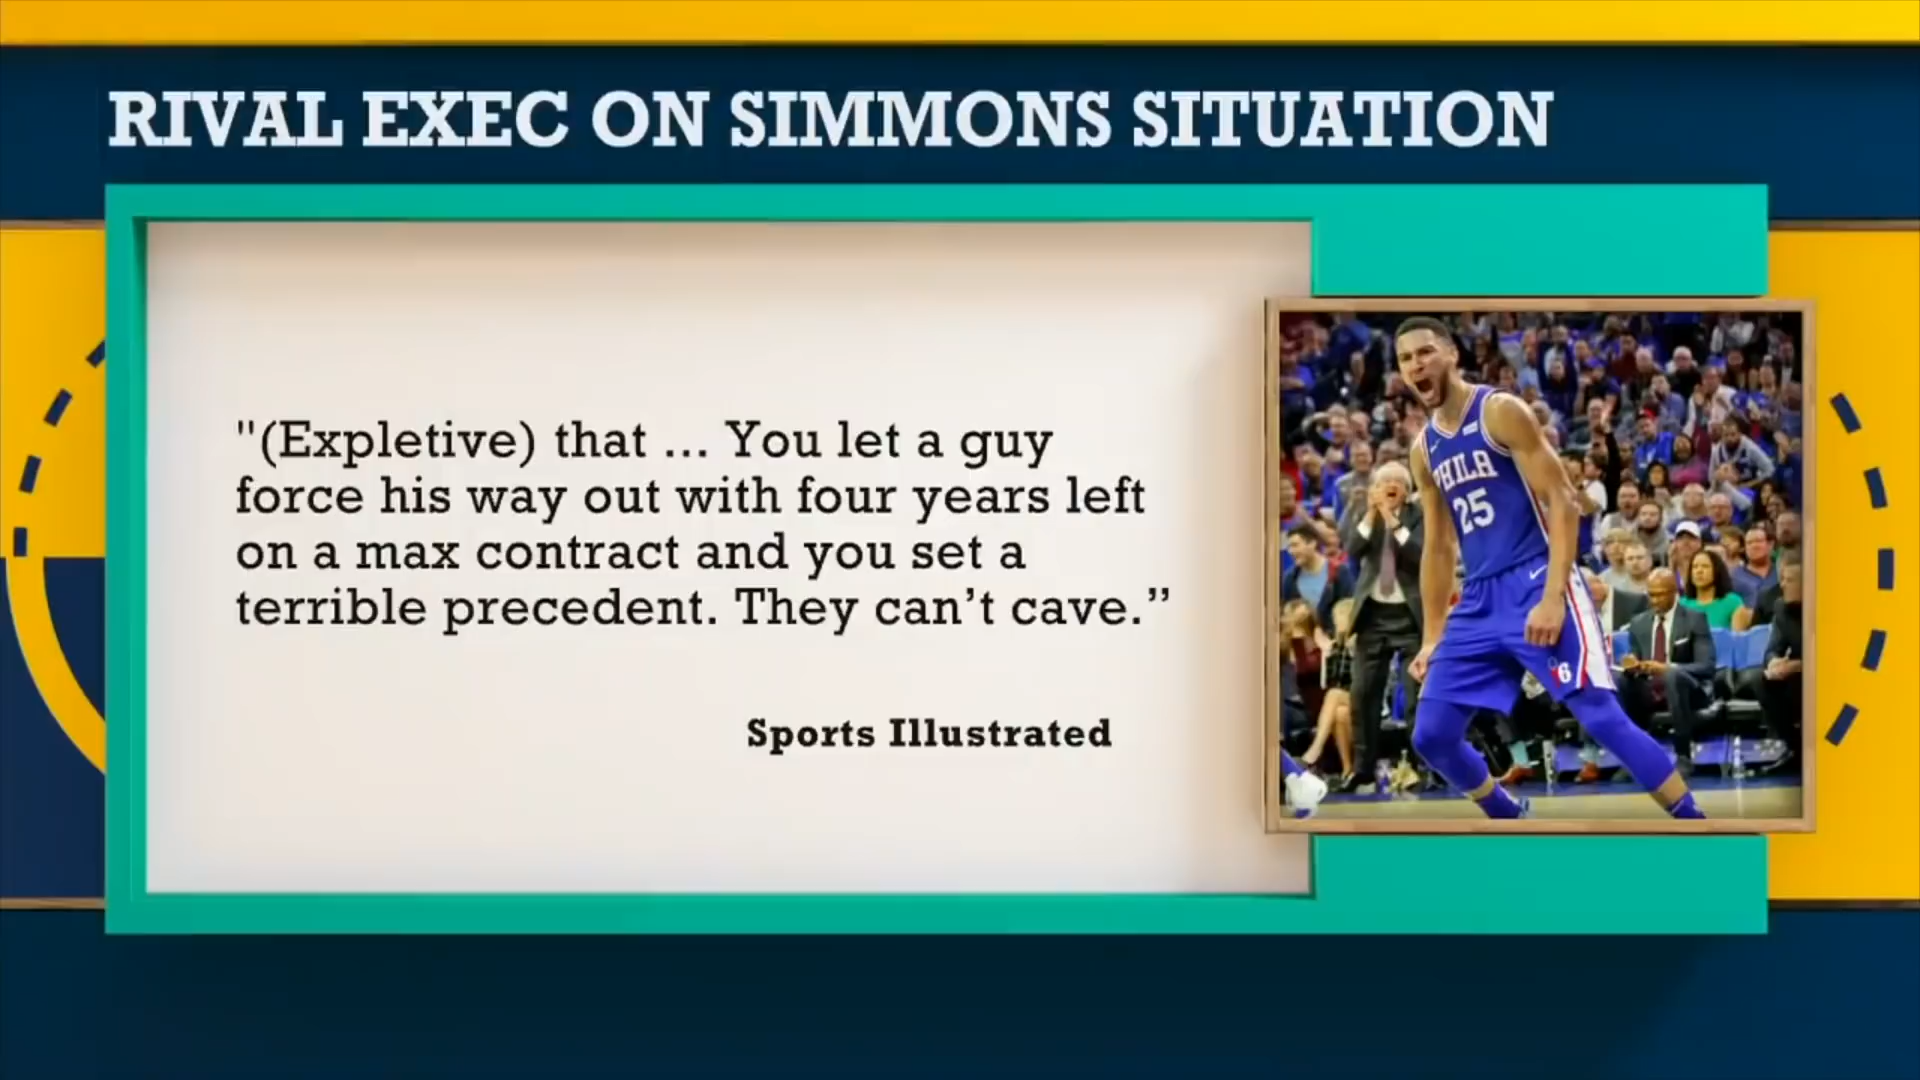 RIVAL EXEC ON SIMMONS SITUATION
"(Expletive) that ... You let a guy
force his way out with four years left
on a max contract and you set a
terrible precedent. They can’t cave.”
Sports Illustrated
PHILA
25
6